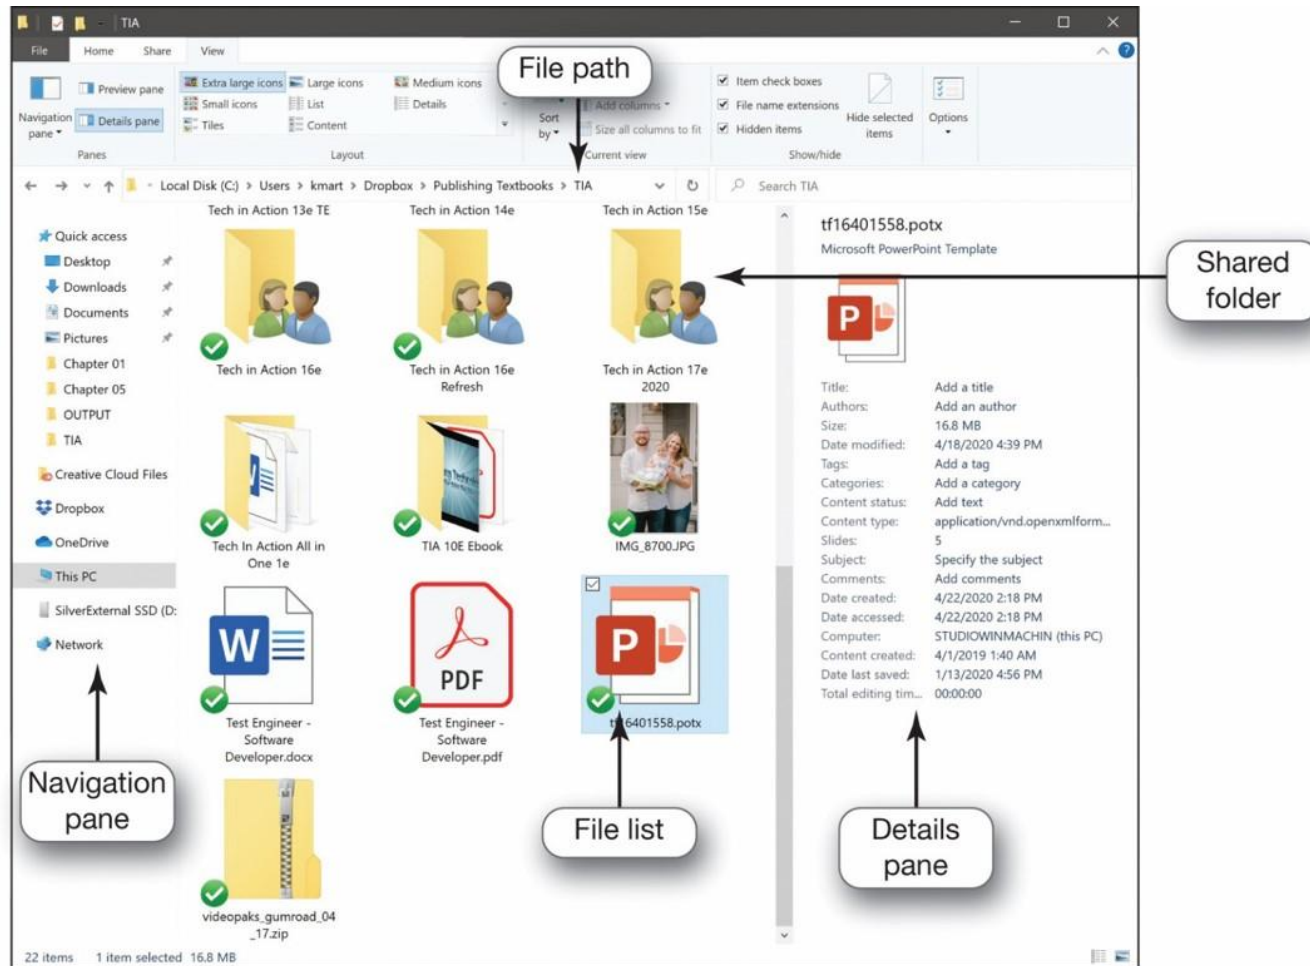 TIA
File Home Share View
Navigation pane
Preview pane
Details pane
Panes
Extra large icons Large icons Medium icons
Small icons List Details
Tiles Content
Layout
File path
Sort by
Add columns
Size all columns to fit
Current view
Item check boxes
File name extensions
Hidden items
Hide selected items
Show/hide
Options
Local Disk (C:) > Users > kmart > Dropbox > Publishing Textbooks > TIA
Search TIA
Quick access
Desktop
Downloads
Documents
Pictures
Chapter 01
Chapter 05
OUTPUT
TIA
Creative Cloud Files
Dropbox
OneDrive
This PC
SilverExternal SSD (D:
Network
Navigation
pane
Tech in Action 13e TE Tech in Action 14e Tech in Action 15e
Tech in Action 16e
Tech in Action 16e
Refresh
Tech in Action 17e
2020
W
Tech In Action All in
One 1e
TIA 10E Ebook
IMG_8700.JPG
W
Test Engineer -
Software
Developer.docx
PDF
Test Engineer -
Software
Developer.pdf
P
tf16401558.potx
videopaks_gumroad_04
_17.zip
File list
Shared
folder
tf16401558.potx
Microsoft PowerPoint Template
P
Title: Add a title
Authors: Add an author
Size: 16.8 MB
Date modified: 4/18/2020 4:39 PM
Tags: Add a tag
Categories: Add a category
Content status: Add text
Content type: application/vnd.openxmlform...
Slides: 5
Subject: Specify the subject
Comments: Add comments
Date created: 4/22/2020 2:18 PM
Date accessed: 4/22/2020 2:18 PM
Computer: STUDIOWINMACHIN (this PC)
Content created: 4/1/2019 1:40 AM
Date last saved: 1/13/2020 4:56 PM
Total editing tim... 00:00:00
Details
pane
22 items 1 item selected 16.8 MB